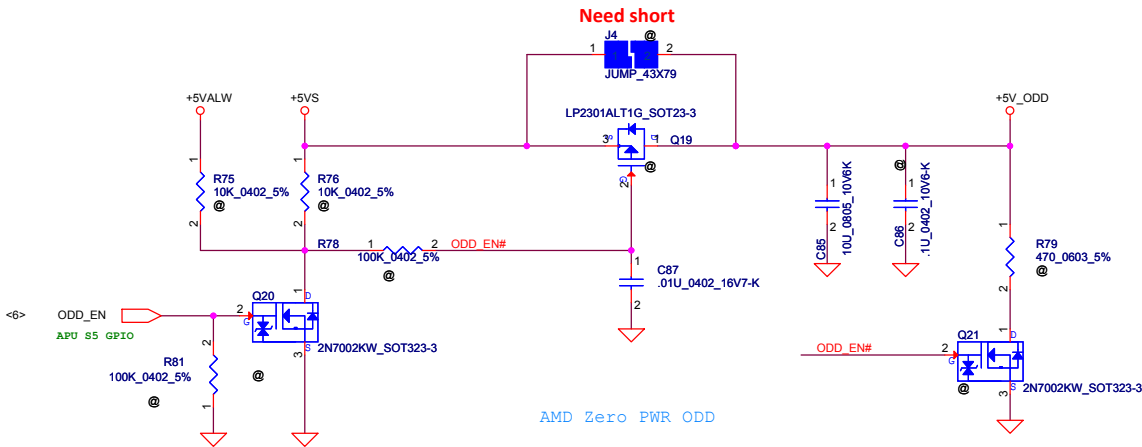 Need short
J4
@
1
2
JUMP_43X79
+5VALW
+5VS
+5V_ODD
LP2301ALT1G_SOT23-3
3
S
D
1
Q19
@
G
2
1
R75
10K_0402_5%
@
2
1
R76
10K_0402_5%
@
2
1
2
C85
10U_0805_10V6K
@
1
2
C86
.1U_0402_10V6-K
1
R79
470_0603_5%
@
2
R78
1
2
ODD_EN#
100K_0402_5%
@
1
C87
.01U_0402_16V7-K
2
<6>
ODD_EN
APU S5 GPIO
Q20
1
D
2
G
S
3
2N7002KW_SOT323-3
@
2
R81
100K_0402_5%
@
1
ODD_EN#
Q21
1
D
2
G
S
3
2N7002KW_SOT323-3
@
AMD Zero PWR ODD